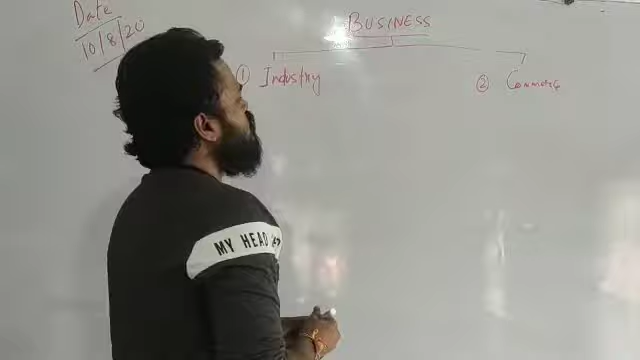 Date
10/8/20
BUSINESS
① Industry
② Commerce
MY HEAD